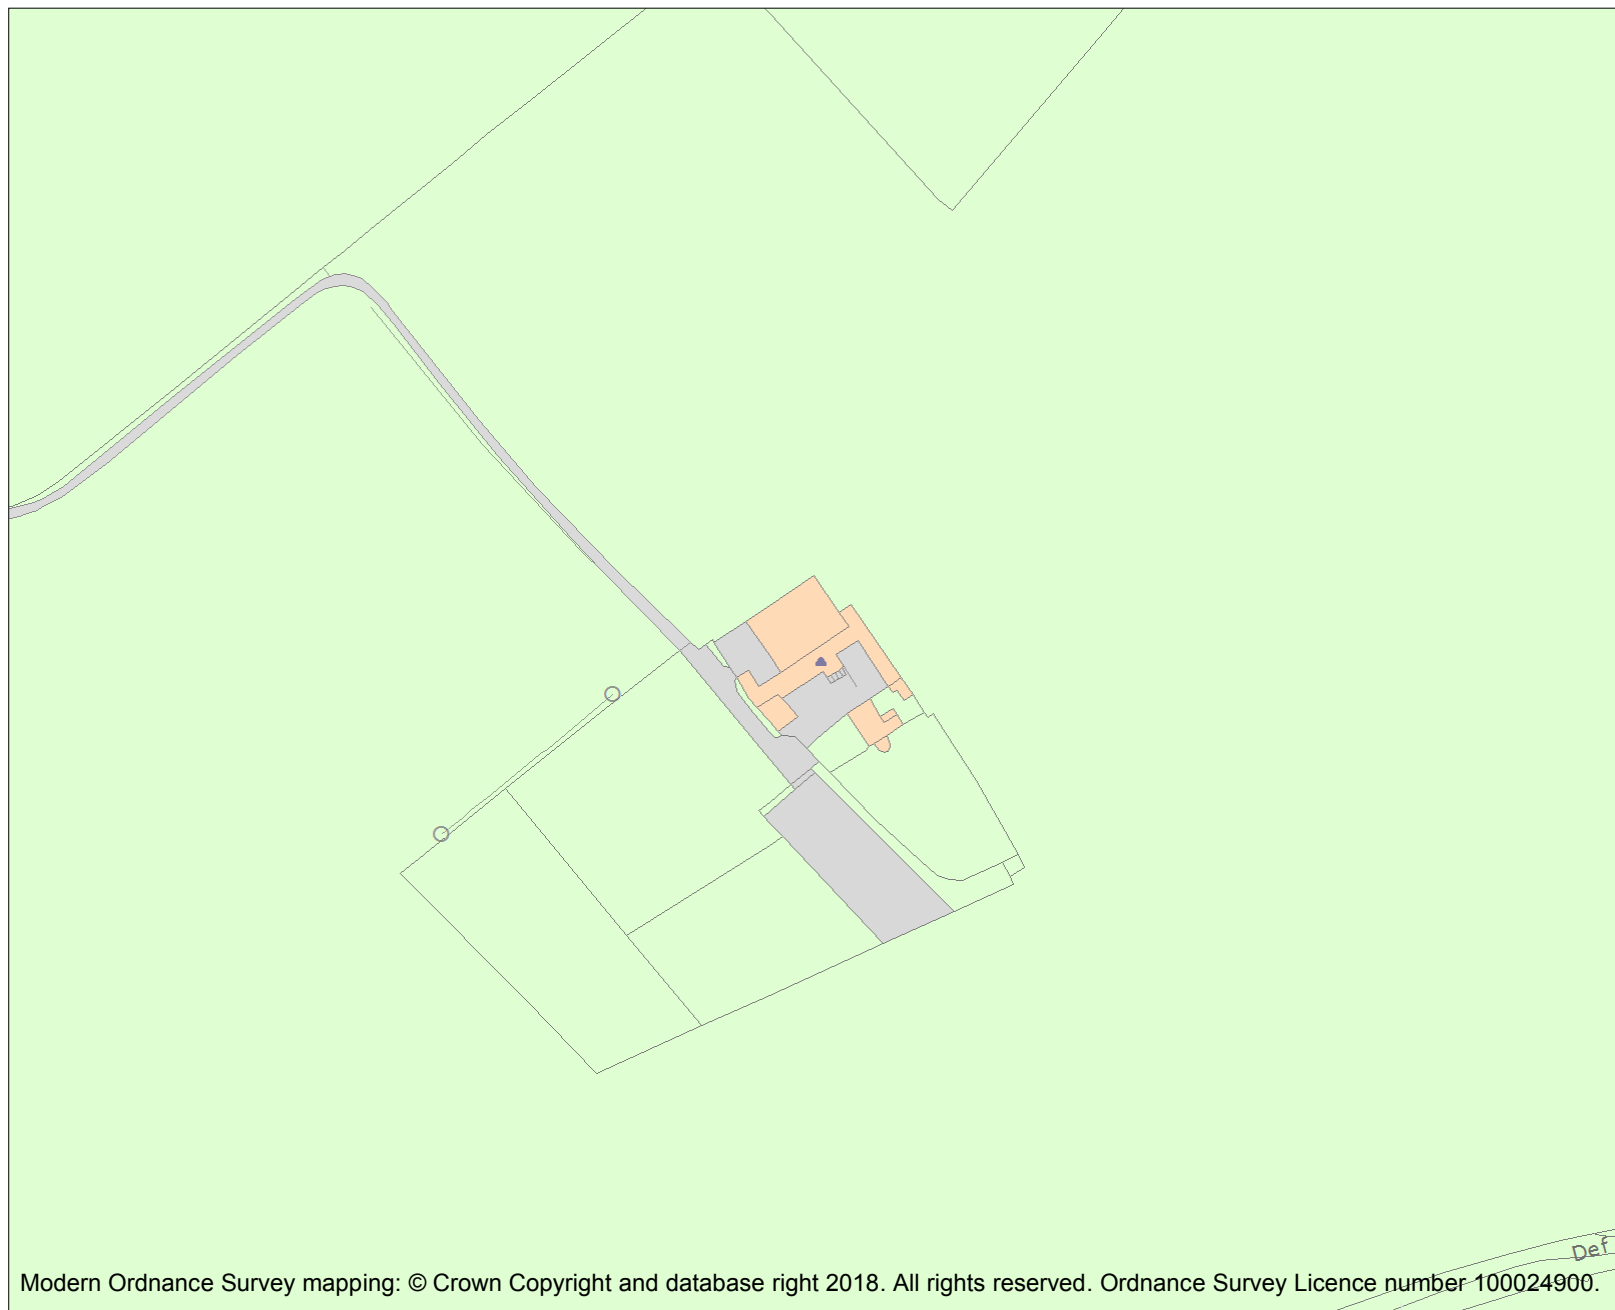 Def
Modern Ordnance Survey mapping: © Crown Copyright and database right 2018. All rights reserved. Ordnance Survey Licence number 100024900.